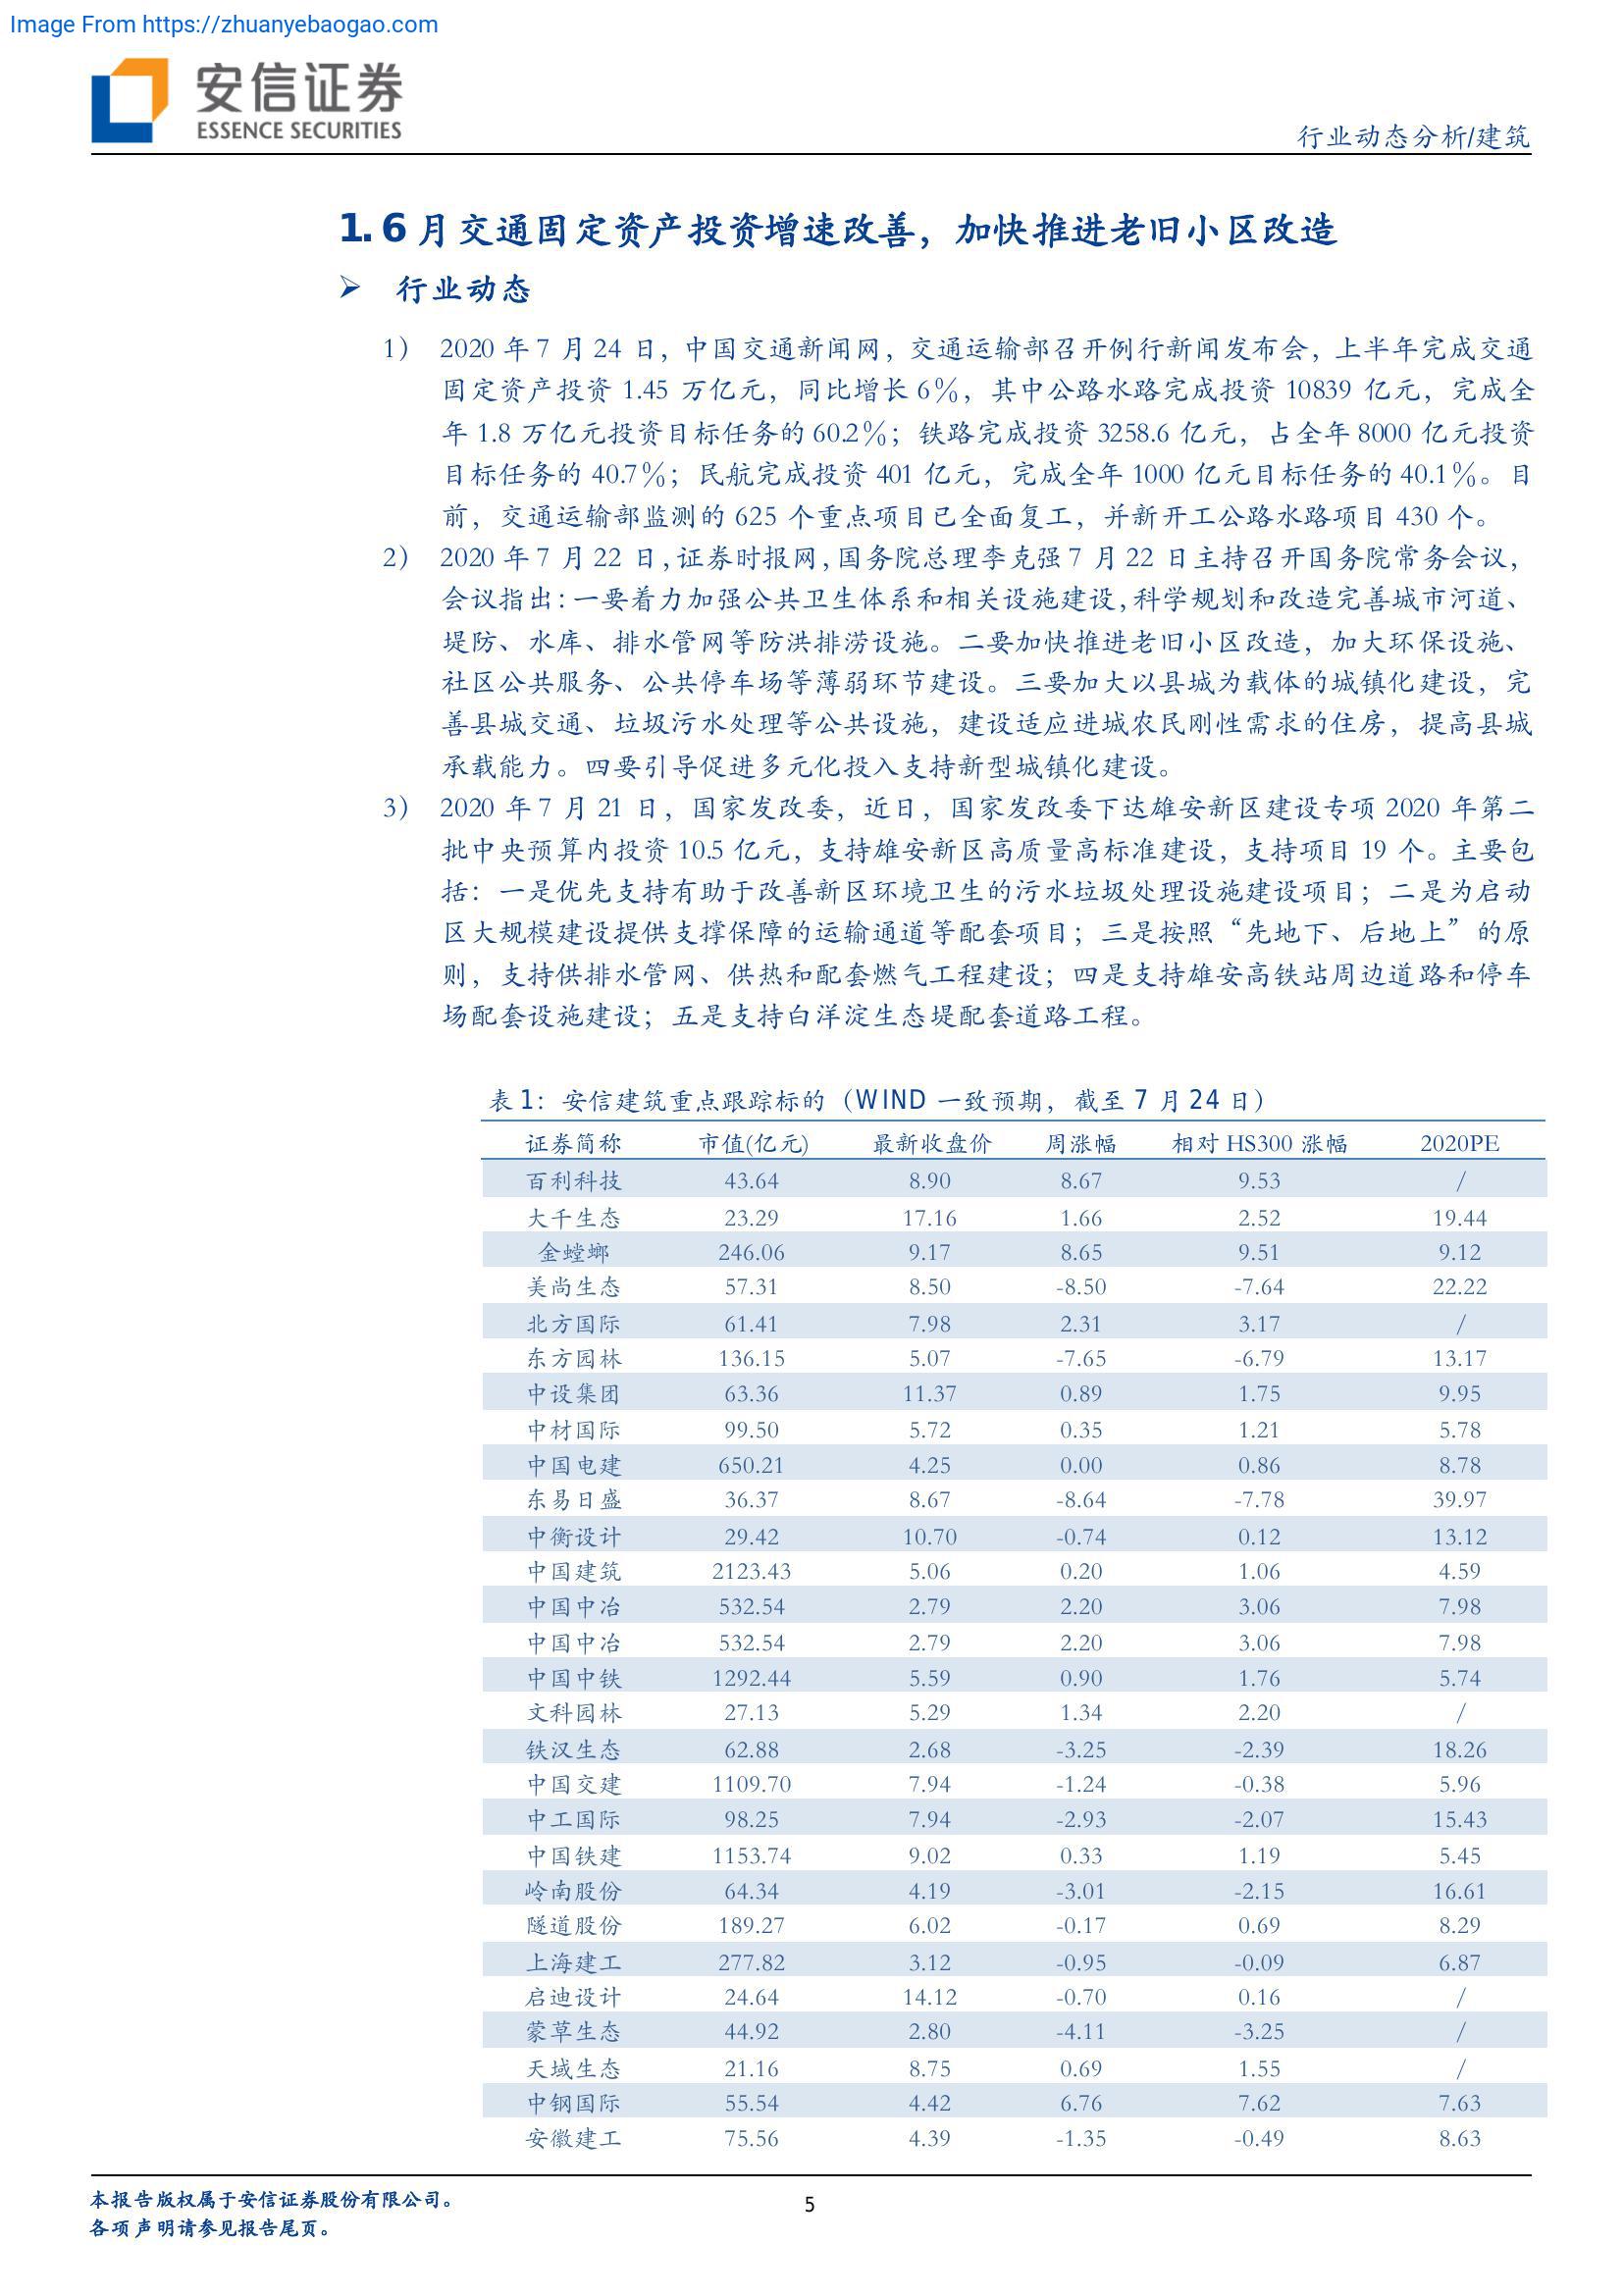 Image From https://zhuanyebaogao.com
安信证券
ESSENCE SECURITIES
行业动态分析/建筑
1. 6 月交通固定资产投资增速改善，加快推进老旧小区改造
➢ 行业动态
1） 2020 年 7 月 24 日，中国交通新闻网，交通运输部召开例行新闻发布会，上半年完成交通
固定资产投资 1.45 万亿元，同比增长 6%，其中公路水路完成投资 10839 亿元，完成全
年 1.8 万亿元投资目标任务的 60.2%；铁路完成投资 3258.6 亿元，占全年 8000 亿元投资
目标任务的 40.7%；民航完成投资 401 亿元，完成全年 1000 亿元目标任务的 40.1%。目
前，交通运输部监测的 625 个重点项目已全面复工，并新开工公路水路项目 430 个。
2） 2020 年 7 月 22 日，证券时报网，国务院总理李克强 7 月 22 日主持召开国务院常务会议，
会议指出：一要着力加强公共卫生体系和相关设施建设，科学规划和改造完善城市河道、
堤防、水库、排水管网等防洪排涝设施。二要加快推进老旧小区改造，加大环保设施、
社区公共服务、公共停车场等薄弱环节建设。三要加大以县城为载体的城镇化建设，完
善县城交通、垃圾污水处理等公共设施，建设适应进城农民刚性需求的住房，提高县城
承载能力。四要引导促进多元化投入支持新型城镇化建设。
3） 2020 年 7 月 21 日，国家发改委，近日，国家发改委下达雄安新区建设专项 2020 年第二
批中央预算内投资 10.5 亿元，支持雄安新区高质量高标准建设，支持项目 19 个。主要包
括：一是优先支持有助于改善新区环境卫生的污水垃圾处理设施建设项目；二是为启动
区大规模建设提供支撑保障的运输通道等配套项目；三是按照“先地下、后地上”的原
则，支持供排水管网、供热和配套燃气工程建设；四是支持雄安高铁站周边道路和停车
场配套设施建设；五是支持白洋淀生态堤配套道路工程。
表 1：安信建筑重点跟踪标的（WIND 一致预期，截至 7 月 24 日）
证券简称 市值(亿元) 最新收盘价 周涨幅 相对 HS300 涨幅 2020PE
百利科技 43.64 8.90 8.67 9.53 /
大千生态 23.29 17.16 1.66 2.52 19.44
金螳螂 246.06 9.17 8.65 9.51 9.12
美尚生态 57.31 8.50 -8.50 -7.64 22.22
北方国际 61.41 7.98 2.31 3.17 /
东方园林 136.15 5.07 -7.65 -6.79 13.17
中设集团 63.36 11.37 0.89 1.75 9.95
中材国际 99.50 5.72 0.35 1.21 5.78
中国电建 650.21 4.25 0.00 0.86 8.78
东易日盛 36.37 8.67 -8.64 -7.78 39.97
中衡设计 29.42 10.70 -0.74 0.12 13.12
中国建筑 2123.43 5.06 0.20 1.06 4.59
中国中冶 532.54 2.79 2.20 3.06 7.98
中国中冶 532.54 2.79 2.20 3.06 7.98
中国中铁 1292.44 5.59 0.90 1.76 5.74
文科园林 27.13 5.29 1.34 2.20 /
铁汉生态 62.88 2.68 -3.25 -2.39 18.26
中国交建 1109.70 7.94 -1.24 -0.38 5.96
中工国际 98.25 7.94 -2.93 -2.07 15.43
中国铁建 1153.74 9.02 0.33 1.19 5.45
岭南股份 64.34 4.19 -3.01 -2.15 16.61
隧道股份 189.27 6.02 -0.17 0.69 8.29
上海建工 277.82 3.12 -0.95 -0.09 6.87
启迪设计 24.64 14.12 -0.70 0.16 /
蒙草生态 44.92 2.80 -4.11 -3.25 /
天域生态 21.16 8.75 0.69 1.55 /
中钢国际 55.54 4.42 6.76 7.62 7.63
安徽建工 75.56 4.39 -1.35 -0.49 8.63
本报告版权属于安信证券股份有限公司。
各项声明请参见报告尾页。
5